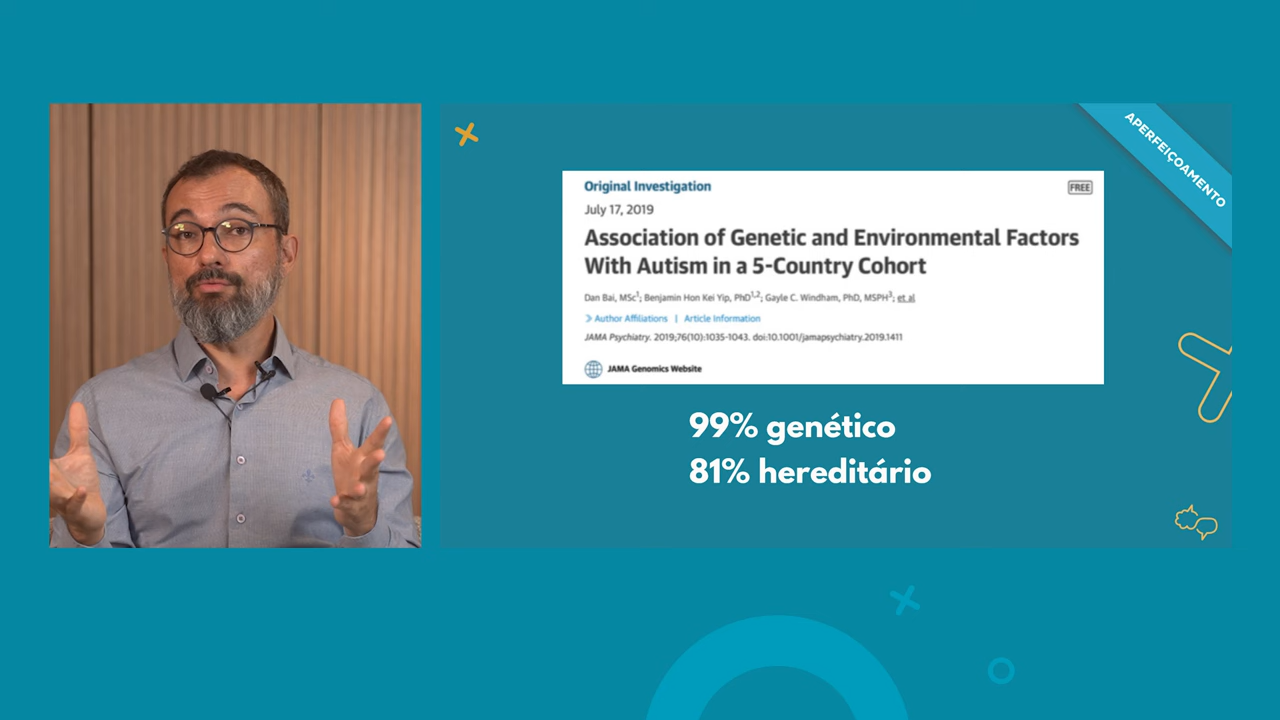 APERFEIÇOAMENTO
Original Investigation
FREE
July 17, 2019
Association of Genetic and Environmental Factors
With Autism in a 5-Country Cohort
Dan Bai, MSc1; Benjamin Hon Kei Yip, PhD1,2; Gayle C. Windham, PhD, MSPH3; et al
Author Affiliations | Article Information
JAMA Psychiatry. 2019;76(10):1035-1043. doi:10.1001/jamapsychiatry.2019.1411
JAMA Genomics Website
99% genético
81% hereditário